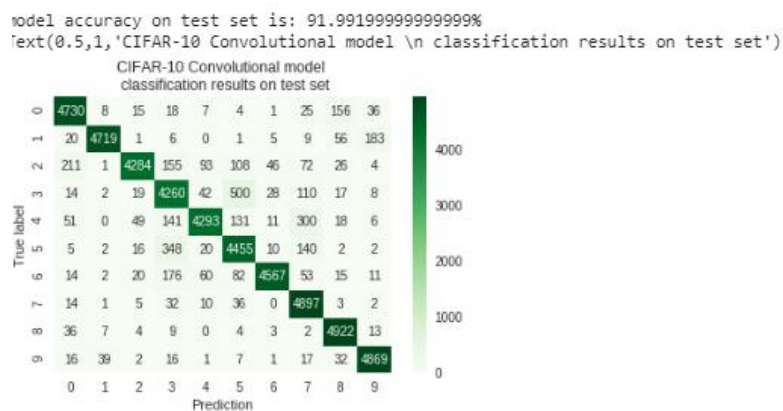 model accuracy on test set is: 91.99199999999999%
Text(0.5,1,'CIFAR-10 Convolutional model \n classification results on test set')
CIFAR-10 Convolutional model
classification results on test set
0 4730 8 15 18 7 4 1 25 156 36
1 20 4719 1 6 0 1 5 9 56 183
2 211 1 4284 155 93 108 46 72 26 4
3 14 2 19 4260 42 500 28 110 17 8
4 51 0 49 141 4293 131 11 300 18 6
5 5 2 16 348 20 4455 10 140 2 2
6 14 2 20 176 60 82 4567 53 15 11
7 14 1 5 32 10 36 0 4897 3 2
8 36 7 4 9 0 4 3 2 4922 13
9 16 39 2 16 1 7 1 17 32 4869
0 1 2 3 4 5 6 7 8 9
Prediction
True label
4000
3000
2000
1000
0